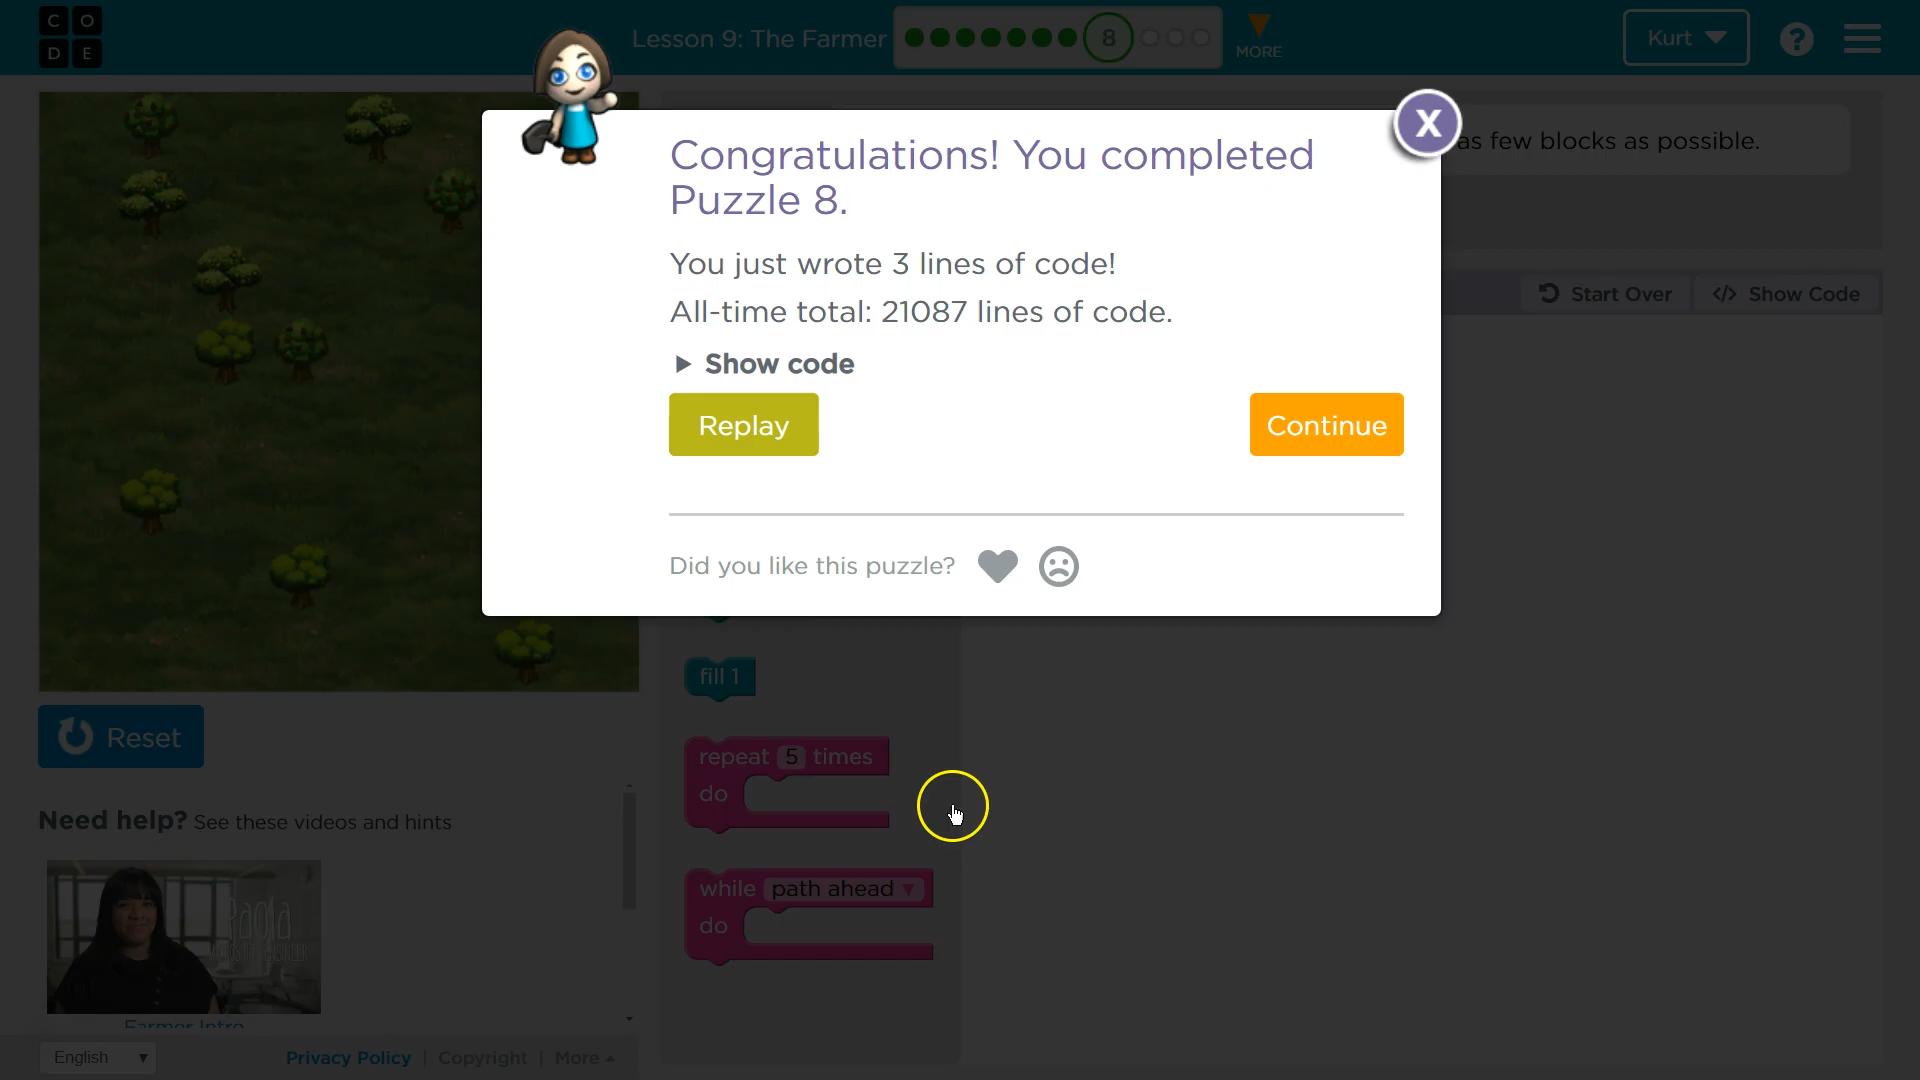 C O
D E
Lesson 9: The Farmer
8
MORE
Kurt
?
X
Congratulations! You completed
Puzzle 8.
as few blocks as possible.
You just wrote 3 lines of code!
All-time total: 21087 lines of code.
Start Over
</> Show Code
Show code
Replay
Continue
Did you like this puzzle?
fill 1
Reset
repeat 5 times
do
Need help? See these videos and hints
while path ahead
do
Paola
Farmer Intro
English
Privacy Policy | Copyright | More